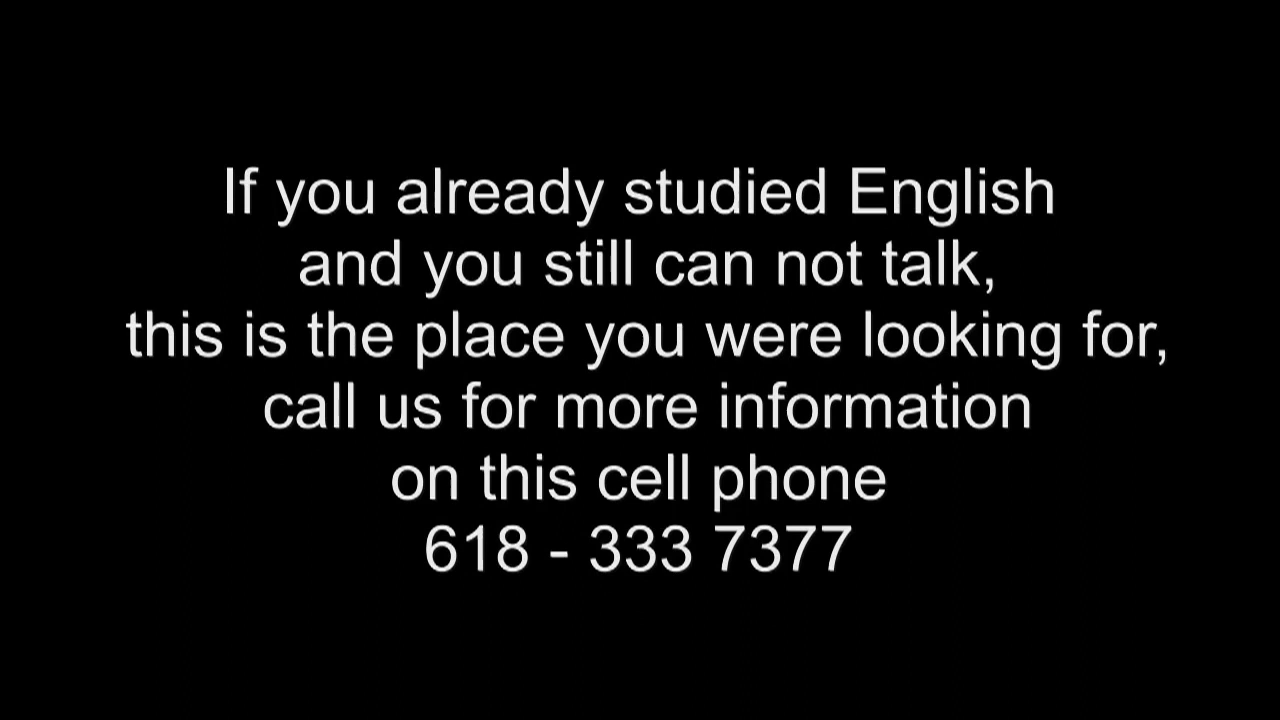 If you already studied English
and you still can not talk,
this is the place you were looking for,
call us for more information
on this cell phone
618 - 333 7377